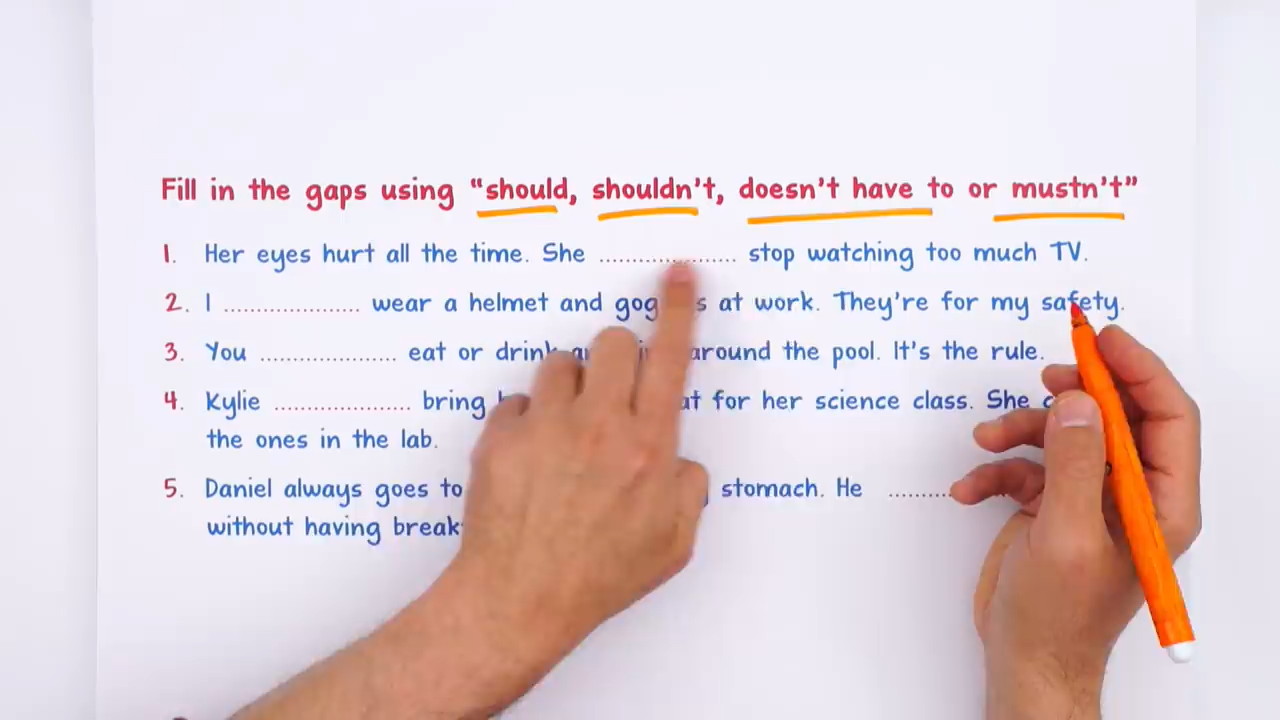 Fill in the gaps using "should, shouldn't, doesn't have to or mustn't"
1. Her eyes hurt all the time. She ..................... stop watching too much TV.
2. I ..................... wear a helmet and at work. They're for my safety.
3. You ..................... eat or drink around the pool. It's the rule.
4. Kylie ..................... bring for her science class. She
the ones in the lab.
5. Daniel always goes to stomach. He ..........
without having